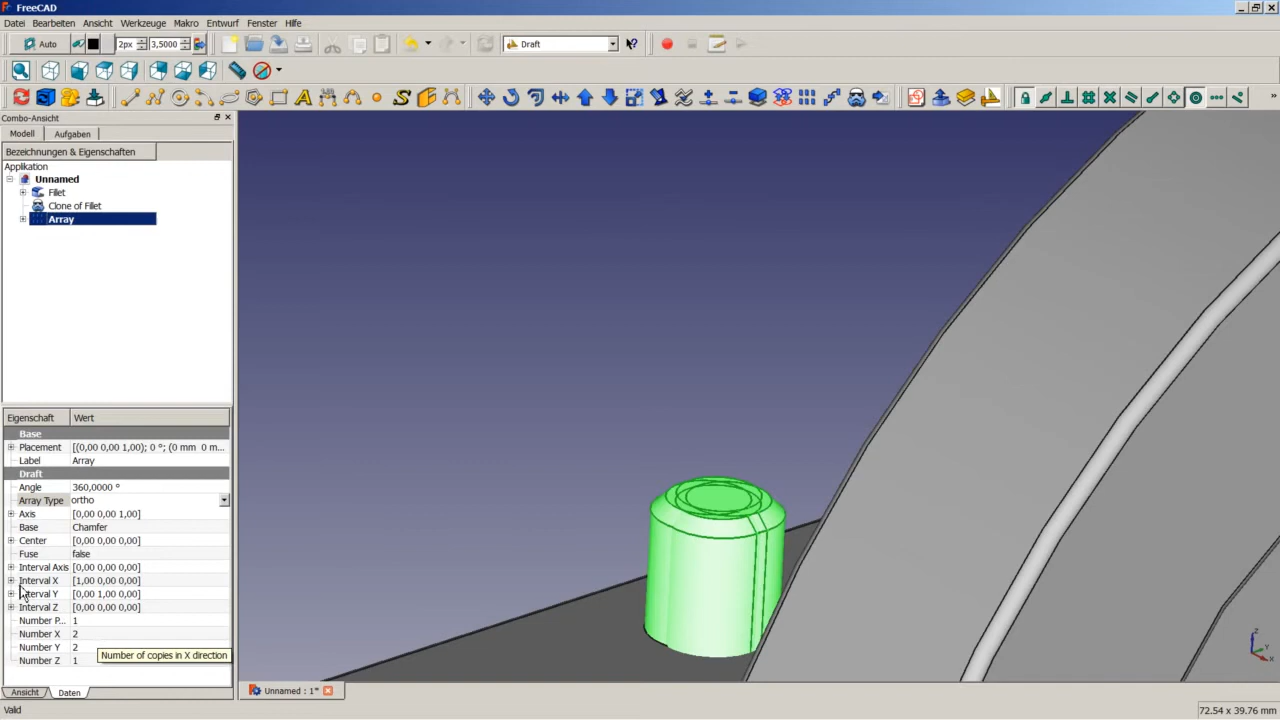 FreeCAD
Datei Bearbeiten Ansicht Werkzeuge Makro Entwurf Fenster Hilfe
Auto 2px 3,5000 Draft
Combo-Ansicht
Modell Aufgaben
Bezeichnungen & Eigenschaften
Applikation
Unnamed
Fillet
Clone of Fillet
Array
Eigenschaft Wert
Base
Placement [(0,00 0,00 1,00); 0 °; (0 mm 0 m...
Label Array
Draft
Angle 360,0000 °
Array Type ortho
Axis [0,00 0,00 1,00]
Base Chamfer
Center [0,00 0,00 0,00]
Fuse false
Interval Axis [0,00 0,00 0,00]
Interval X [1,00 0,00 0,00]
Interval Y [0,00 1,00 0,00]
Interval Z [0,00 0,00 0,00]
Number P... 1
Number X 2
Number Y 2
Number of copies in X direction
Number Z 1
Ansicht Daten
Unnamed : 1*
Valid
72.54 x 39.76 mm
Z
Y
X